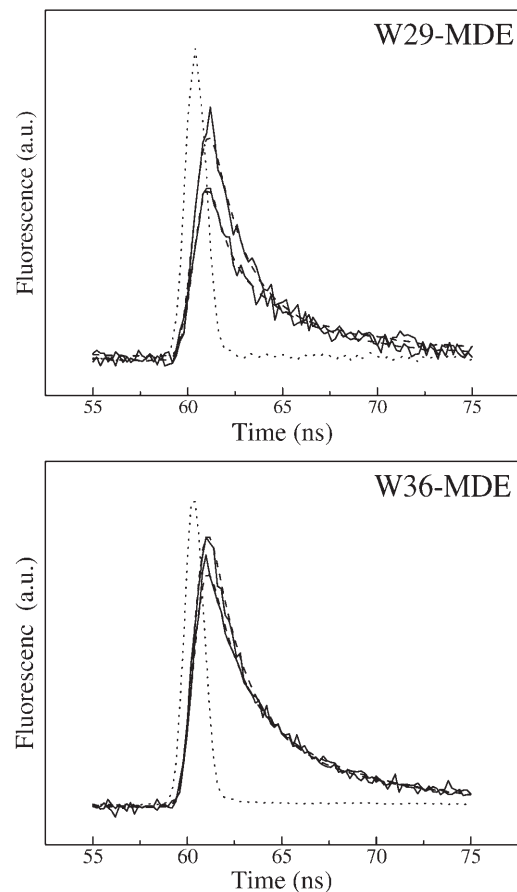 W29-MDE
Fluorescence (a.u.)
55 60 65 70 75
Time (ns)
W36-MDE
Fluorescenc (a.u.)
55 60 65 70 75
Time (ns)